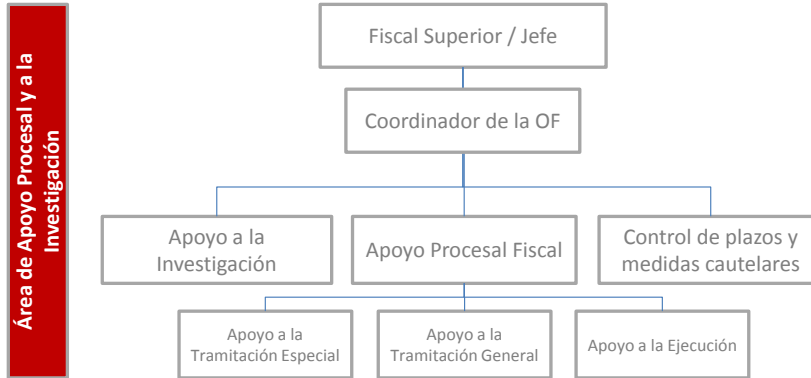 Área de Apoyo Procesal y a la
Investigación
Fiscal Superior / Jefe
Coordinador de la OF
Apoyo a la
Investigación
Apoyo Procesal Fiscal
Control de plazos y
medidas cautelares
Apoyo a la
Tramitación Especial
Apoyo a la
Tramitación General
Apoyo a la Ejecución